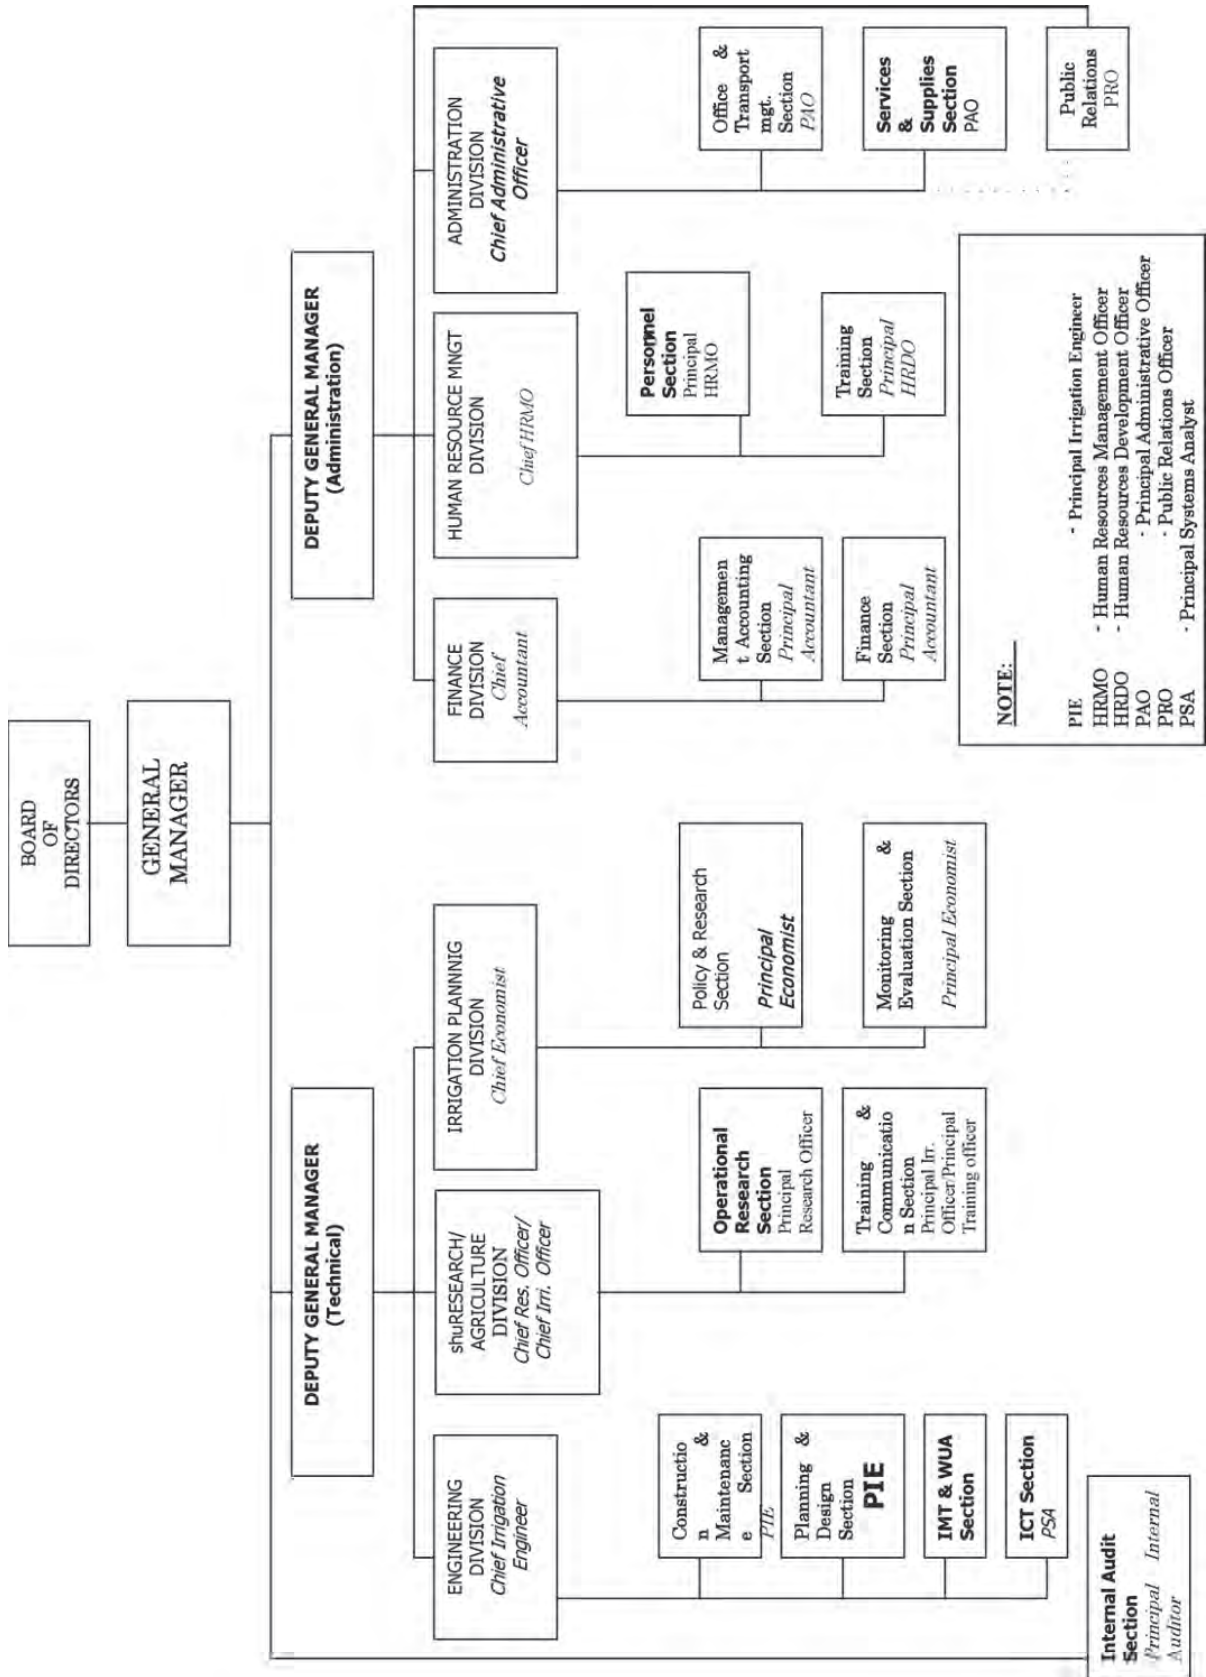 BOARD
OF
DIRECTORS
GENERAL
MANAGER
DEPUTY GENERAL MANAGER
(Technical)
DEPUTY GENERAL MANAGER
(Administration)
ENGINEERING
DIVISION
Chief Irrigation
Engineer
shuRESEARCH/
AGRICULTURE
DIVISION
Chief Res. Officer/
Chief Irri. Officer
IRRIGATION PLANNNIG
DIVISION
Chief Economist
FINANCE
DIVISION
Chief
Accountant
HUMAN RESOURCE MNGT
DIVISION
Chief HRMO
ADMINISTRATION
DIVISION
Chief Administrative
Officer
Constructio
n &
Maintenanc
e Section
PIE
Planning &
Design
Section
PIE
IMT & WUA
Section
ICT Section
PSA
Internal Audit
Section
Principal Internal
Auditor
Operational
Research
Section
Principal
Research Officer
Training &
Communicatio
n Section
Principal Irr.
Officer/Principal
Training officer
Policy & Research
Section
Principal
Economist
Monitoring &
Evaluation Section
Principal Economist
Managemen
t Accounting
Section
Principal
Accountant
Finance
Section
Principal
Accountant
Personnel
Section
Principal
HRMO
Training
Section
Principal
HRDO
Office &
Transport
mgt.
Section
PAO
Services
&
Supplies
Section
PAO
Public
Relations
PRO
NOTE:
PIE - Principal Irrigation Engineer
HRMO - Human Resources Management Officer
HRDO - Human Resources Development Officer
PAO - Principal Administrative Officer
PRO - Public Relations Officer
PSA - Principal Systems Analyst